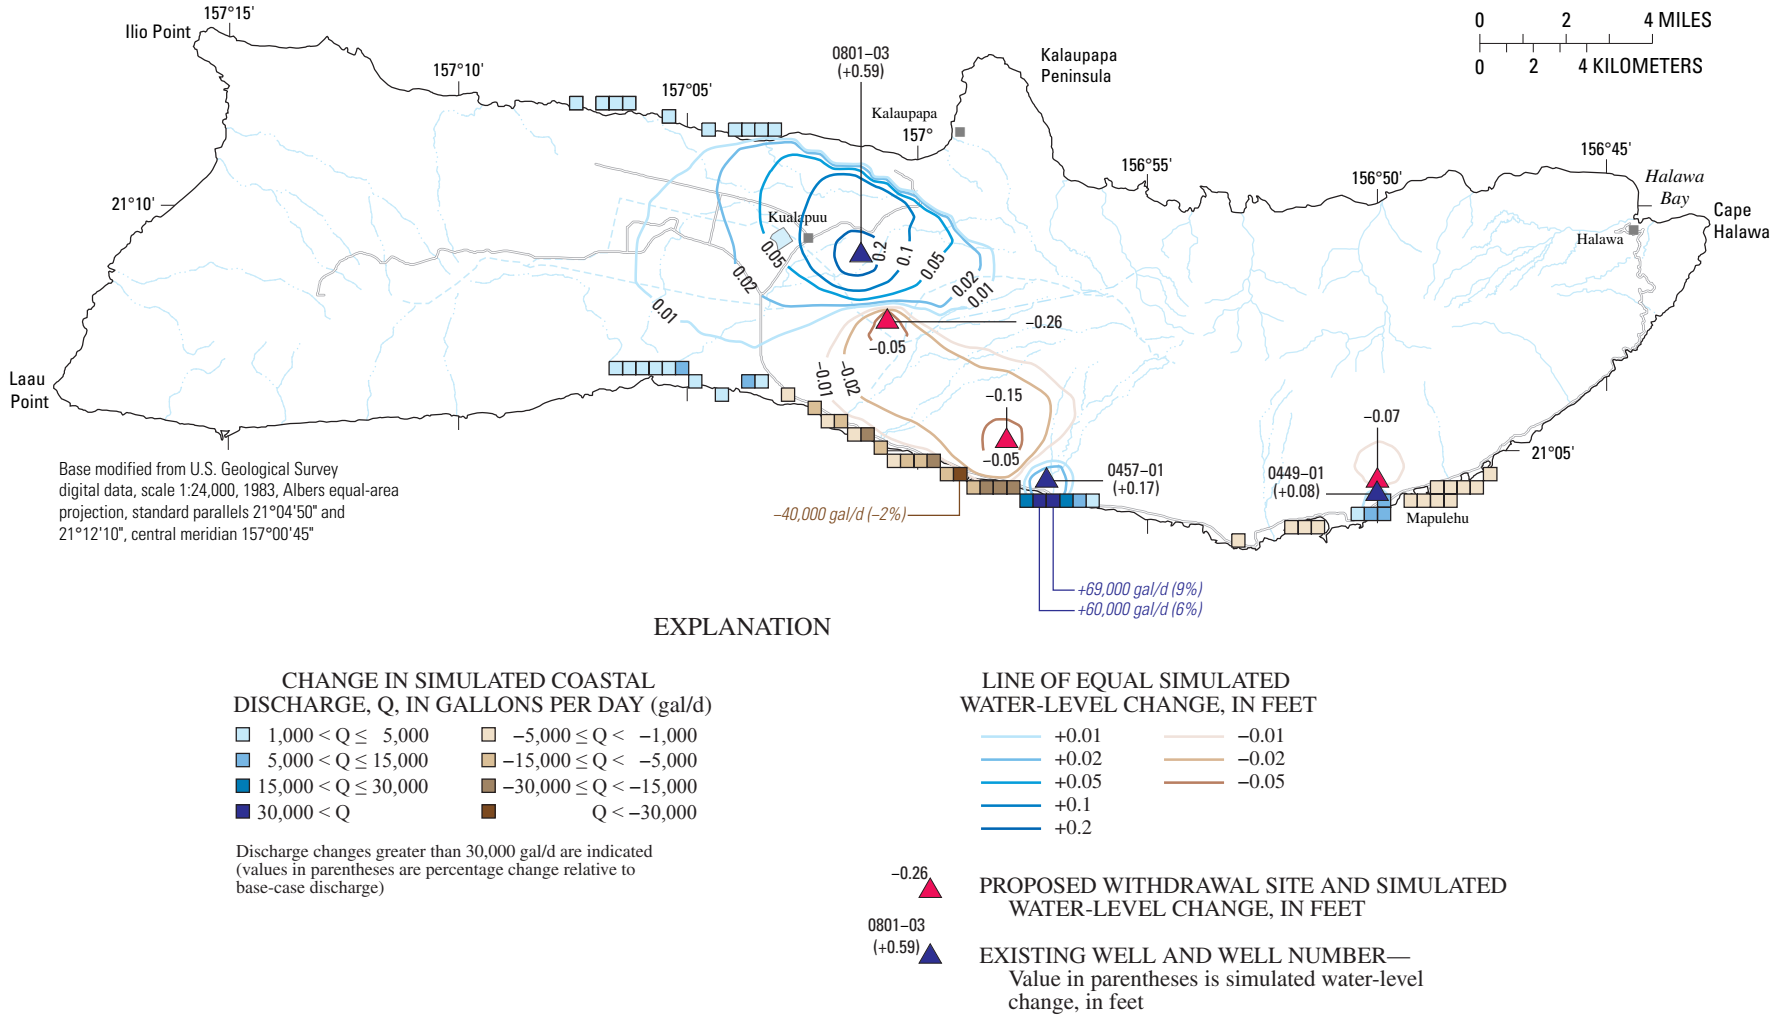 157°15'
Ilio Point
157°10'
157°05'
0801–03
(+0.59)
Kalaupapa
Peninsula
Kalaupapa
157°
0 2 4 MILES
0 2 4 KILOMETERS
156°55'
156°50'
156°45'
Halawa
Bay
Cape
Halawa
Halawa
21°10'
Kualapuu
0.2
0.1
0.05
0.05
0.02
0.02
0.01
0.01
–0.26
–0.05
–0.01
–0.02
–0.15
–0.05
–0.07
Laau
Point
0457–01
(+0.17)
0449–01
(+0.08)
21°05'
Mapulehu
Base modified from U.S. Geological Survey
digital data, scale 1:24,000, 1983, Albers equal-area
projection, standard parallels 21°04'50" and
21°12'10", central meridian 157°00'45"
–40,000 gal/d (–2%)
+69,000 gal/d (9%)
+60,000 gal/d (6%)
EXPLANATION
CHANGE IN SIMULATED COASTAL
DISCHARGE, Q, IN GALLONS PER DAY (gal/d)
1,000 < Q ≤ 5,000
5,000 < Q ≤ 15,000
15,000 < Q ≤ 30,000
30,000 < Q
–5,000 ≤ Q < –1,000
–15,000 ≤ Q < –5,000
–30,000 ≤ Q < –15,000
Q < –30,000
Discharge changes greater than 30,000 gal/d are indicated
(values in parentheses are percentage change relative to
base-case discharge)
LINE OF EQUAL SIMULATED
WATER-LEVEL CHANGE, IN FEET
+0.01
+0.02
+0.05
+0.1
+0.2
–0.01
–0.02
–0.05
–0.26
PROPOSED WITHDRAWAL SITE AND SIMULATED
WATER-LEVEL CHANGE, IN FEET
0801–03
(+0.59)
EXISTING WELL AND WELL NUMBER—
Value in parentheses is simulated water-level
change, in feet